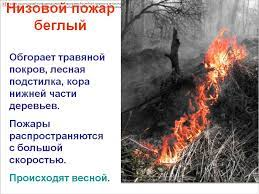 Низовой пожар
беглый
Обгорает травяной
покров, лесная
подстилка, кора
нижней части
деревьев.
Пожары
распространяются
с большой
скоростью.
Происходят весной.